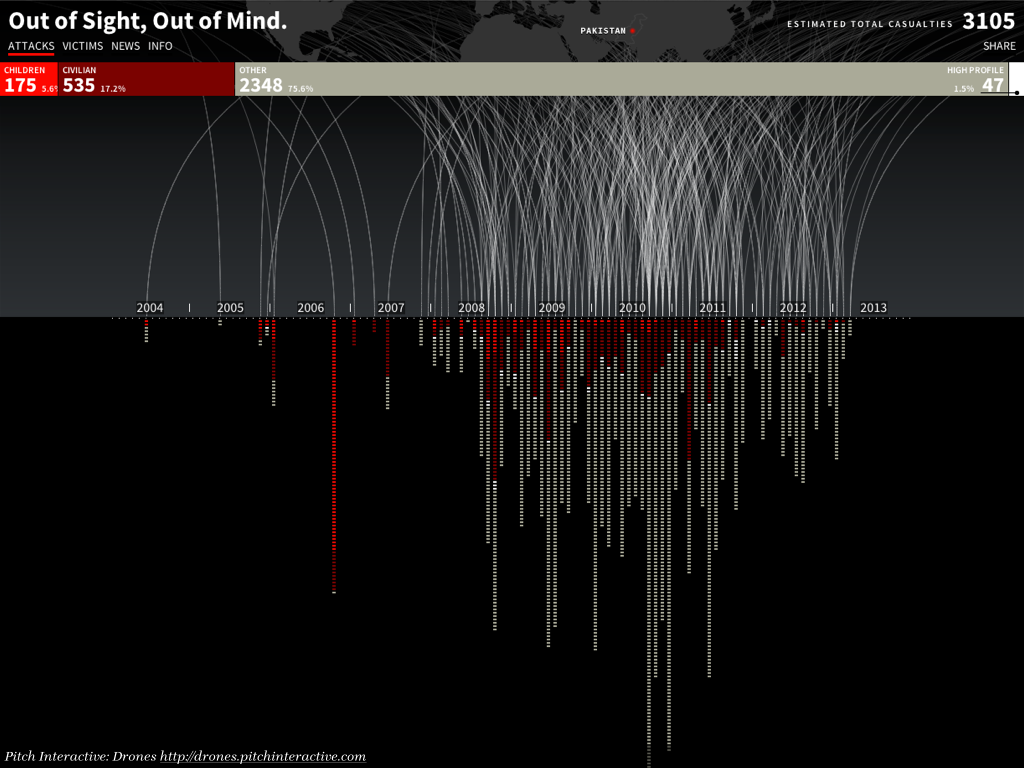 Out of Sight, Out of Mind.
PAKISTAN
ESTIMATED TOTAL CASUALTIES 3105
ATTACKS VICTIMS NEWS INFO
SHARE
CHILDREN
175 5.6%
CIVILIAN
535 17.2%
OTHER
2348 75.6%
HIGH PROFILE
1.5% 47
2004 2005 2006 2007 2008 2009 2010 2011 2012 2013
Pitch Interactive: Drones http://drones.pitchinteractive.com